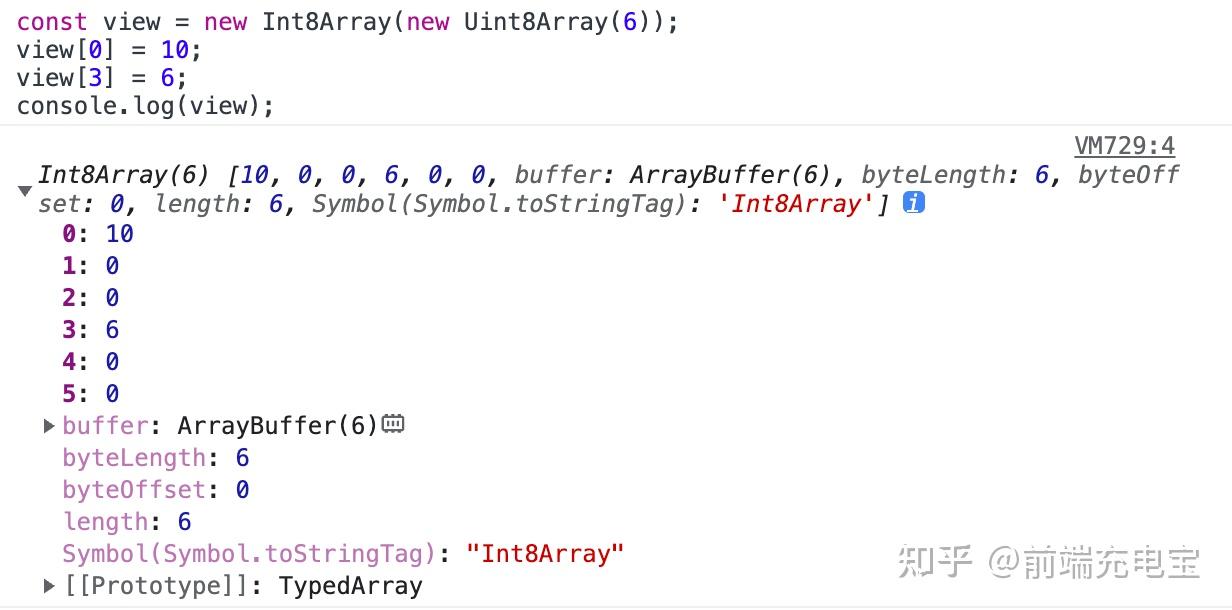 const view = new Int8Array(new Uint8Array(6));
view[0] = 10;
view[3] = 6;
console.log(view);
VM729:4
Int8Array(6) [10, 0, 0, 6, 0, 0, buffer: ArrayBuffer(6), byteLength: 6, byteOff
set: 0, length: 6, Symbol(Symbol.toStringTag): 'Int8Array'] i
0: 10
1: 0
2: 0
3: 6
4: 0
5: 0
buffer: ArrayBuffer(6)
byteLength: 6
byteOffset: 0
length: 6
Symbol(Symbol.toStringTag): "Int8Array"
[[Prototype]]: TypedArray
知乎 @前端充电宝